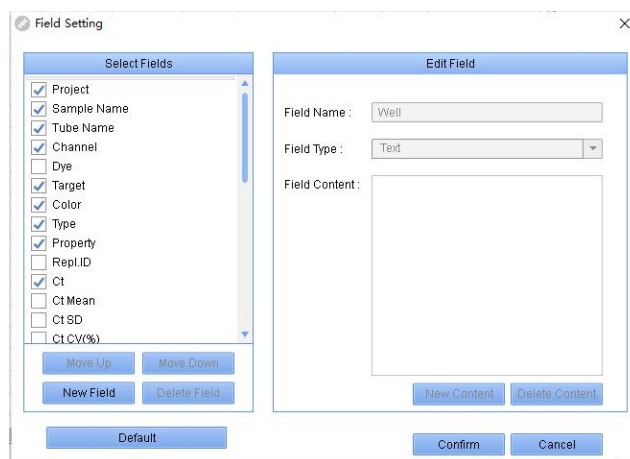 Field Setting
Select Fields
Project
Sample Name
Tube Name
Channel
Dye
Target
Color
Type
Property
Repl.ID
Ct
Ct Mean
Ct SD
Ct CV(%)
Move Up Move Down
New Field Delete Field
Default
Edit Field
Field Name : Well
Field Type : Text
Field Content :
New Content Delete Content
Confirm Cancel